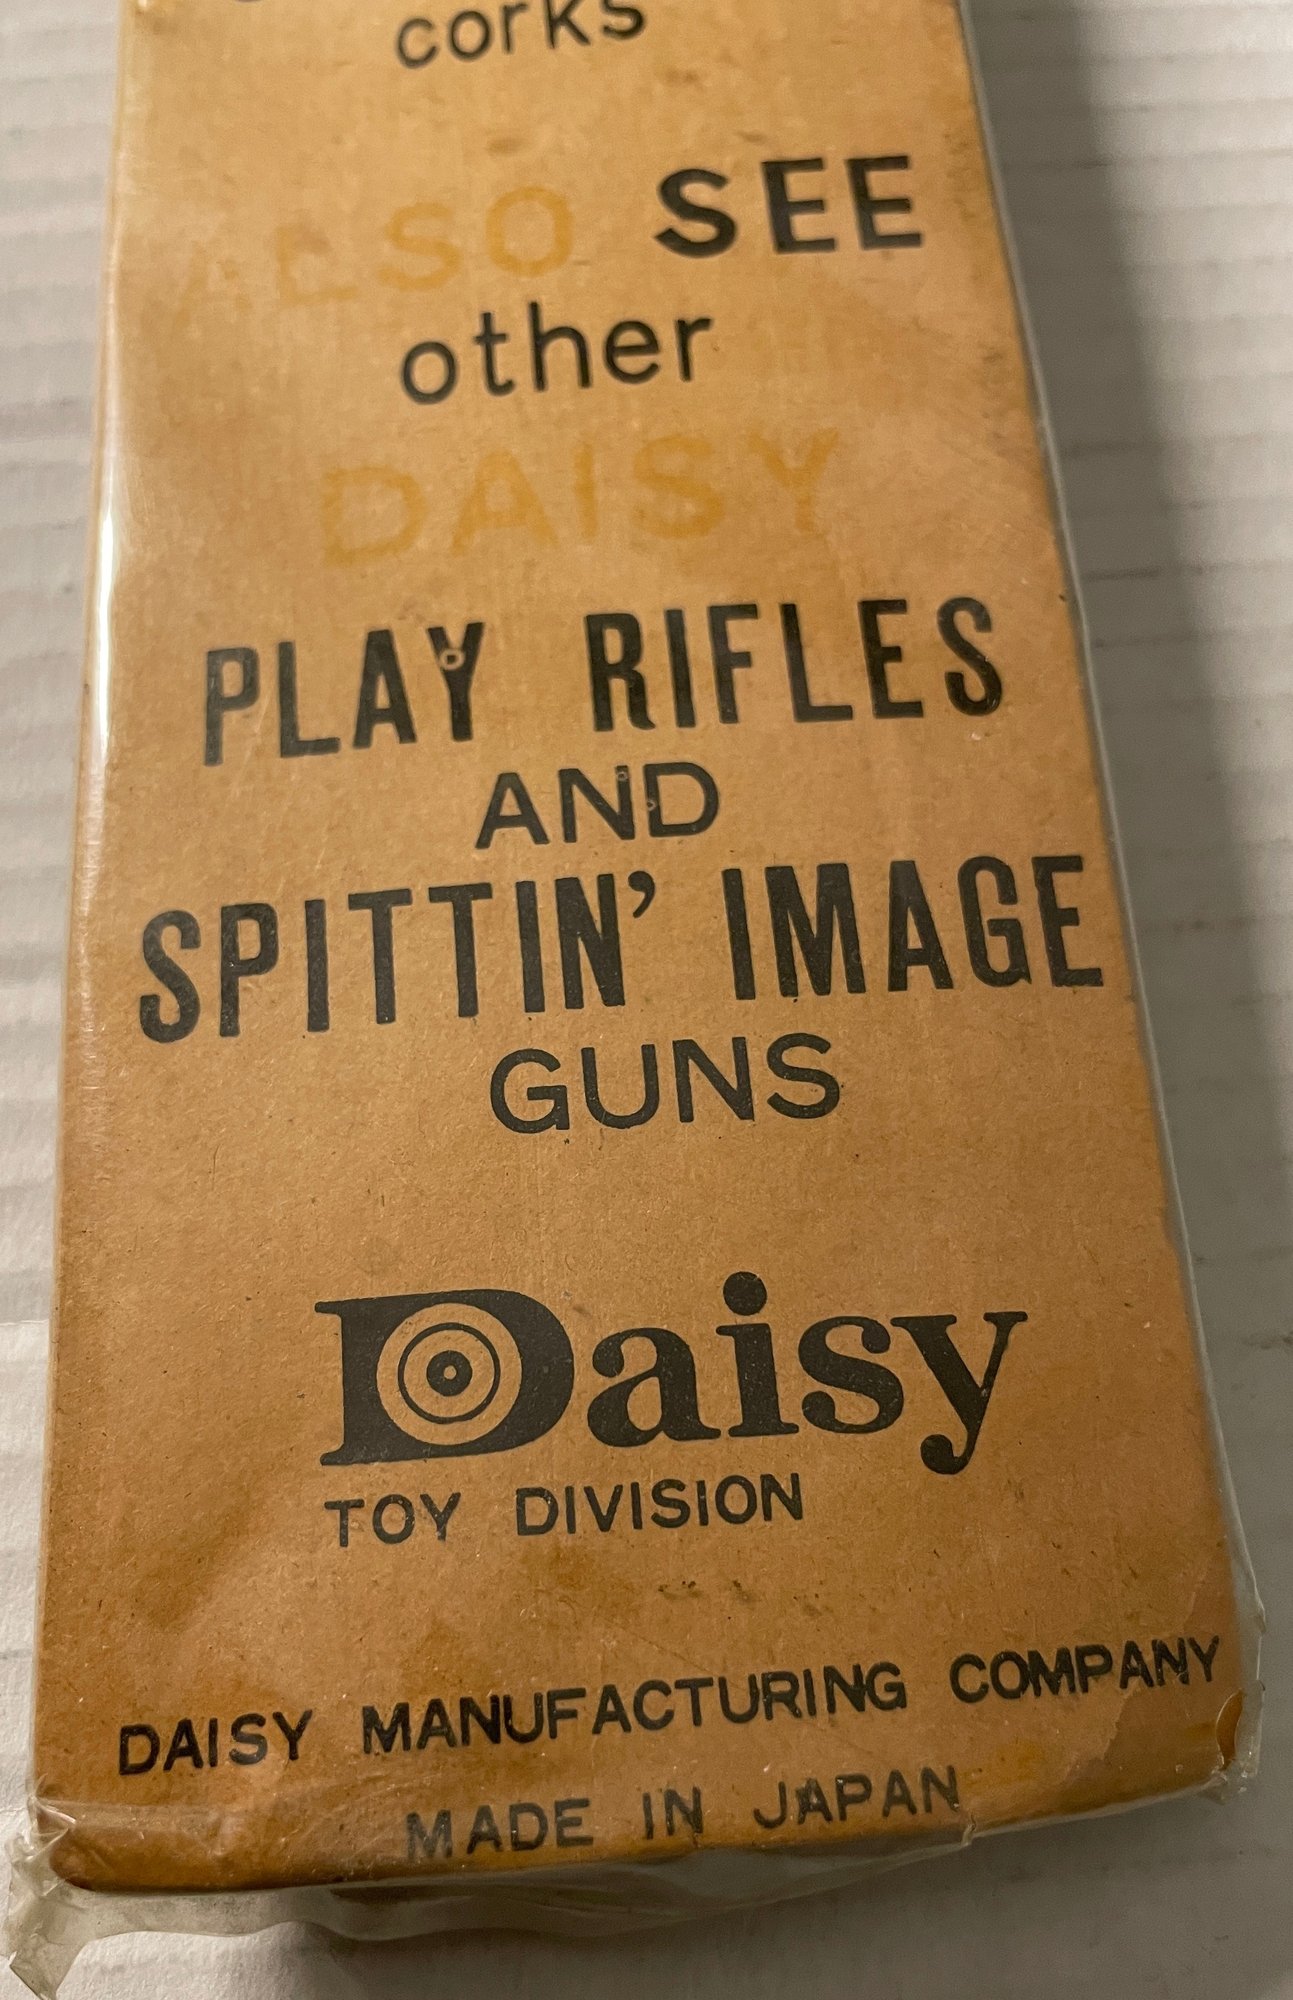 corks
ALSO SEE
other
DAISY
PLAY RIFLES
AND
SPITTIN' IMAGE
GUNS
Daisy
TOY DIVISION
DAISY MANUFACTURING COMPANY
MADE IN JAPAN